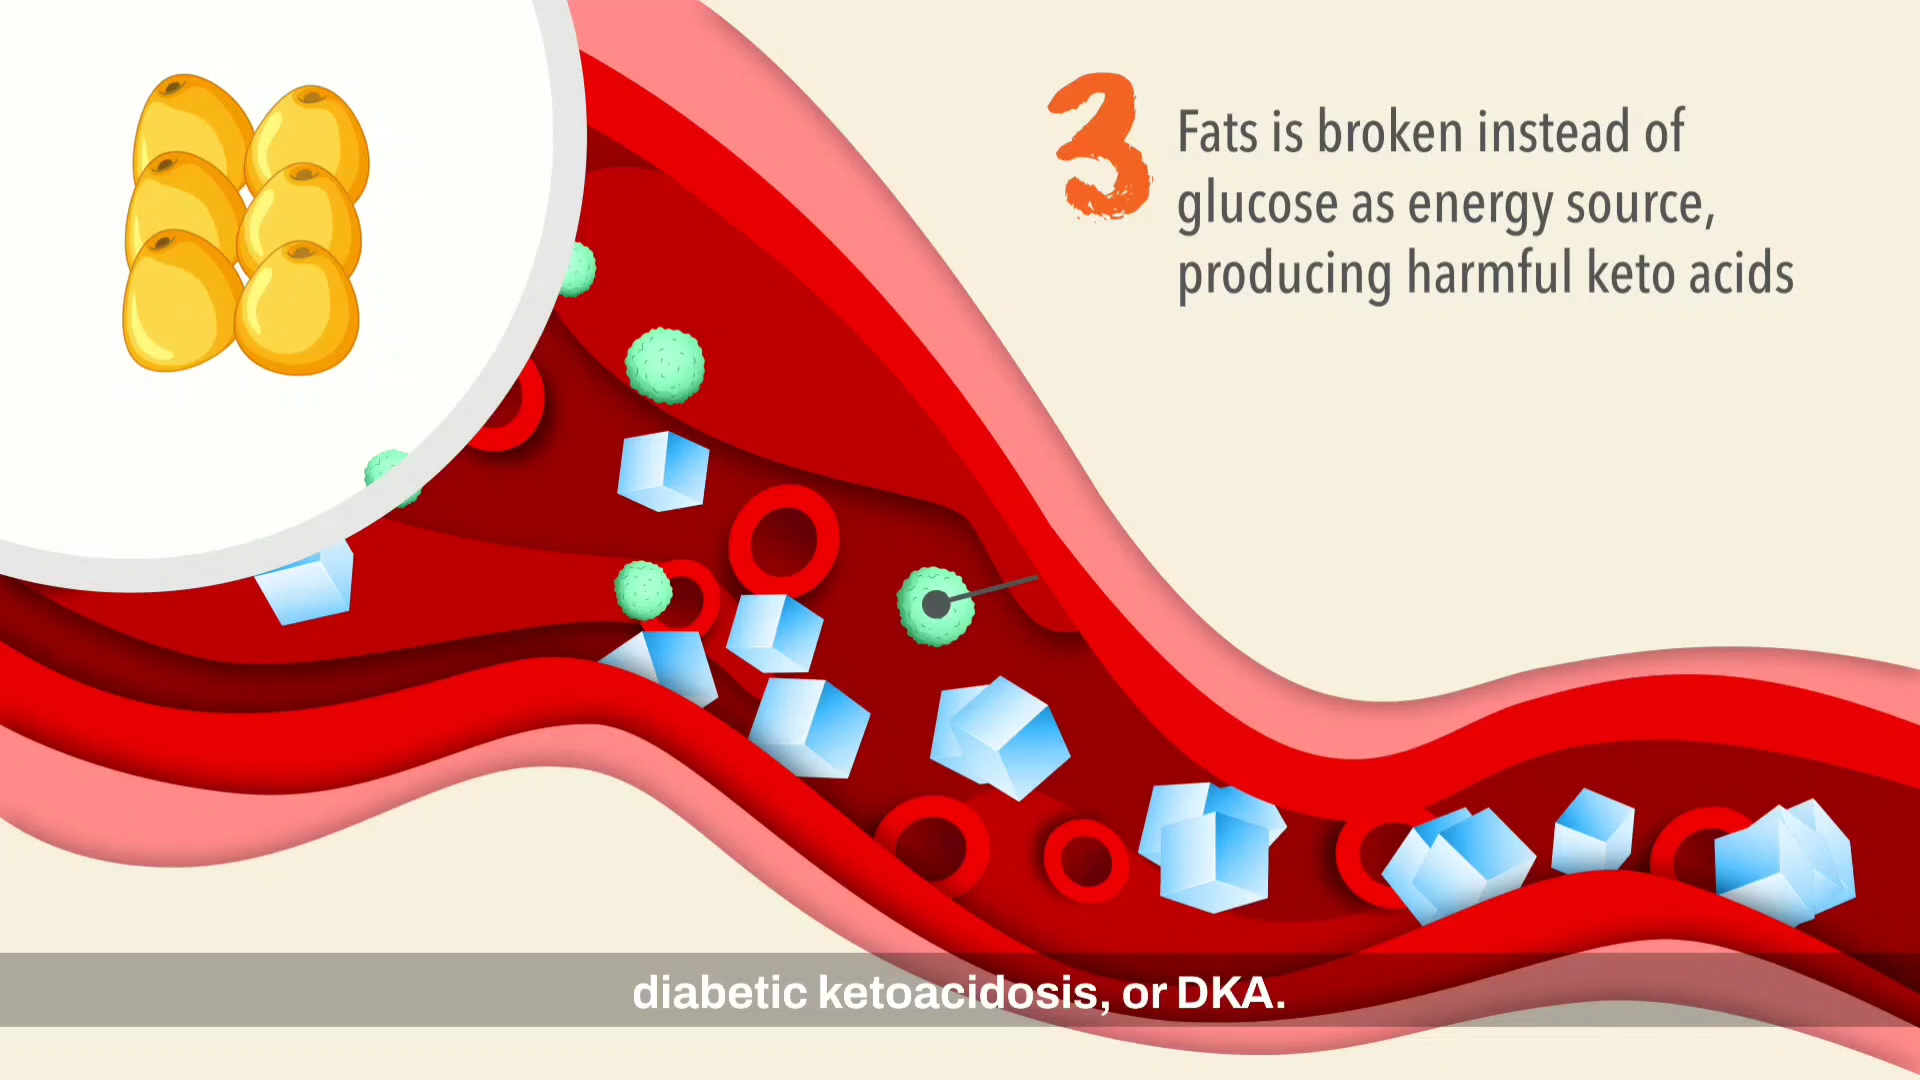 3
Fats is broken instead of
glucose as energy source,
producing harmful keto acids
diabetic ketoacidosis, or DKA.